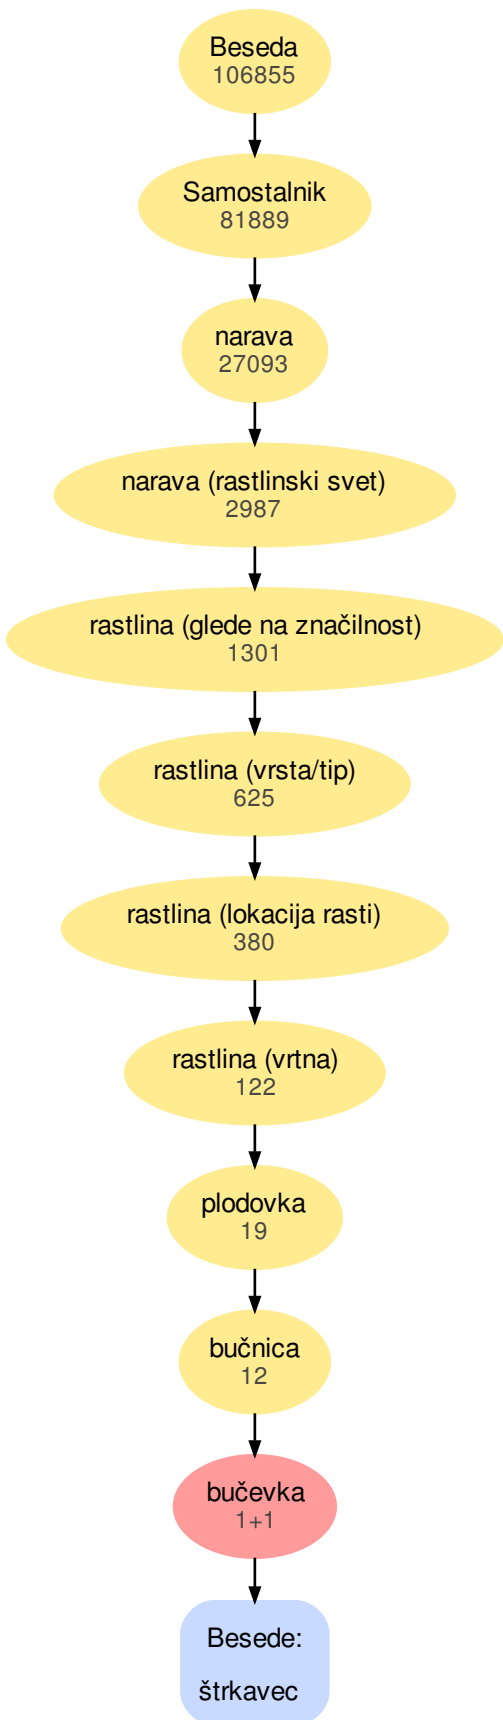 Beseda
106855
Samostalnik
81889
narava
27093
narava (rastlinski svet)
2987
rastlina (glede na značilnost)
1301
rastlina (vrsta/tip)
625
rastlina (lokacija rasti)
380
rastlina (vrtna)
122
plodovka
19
bučnica
12
bučevka
1+1
Besede:
štrkavec